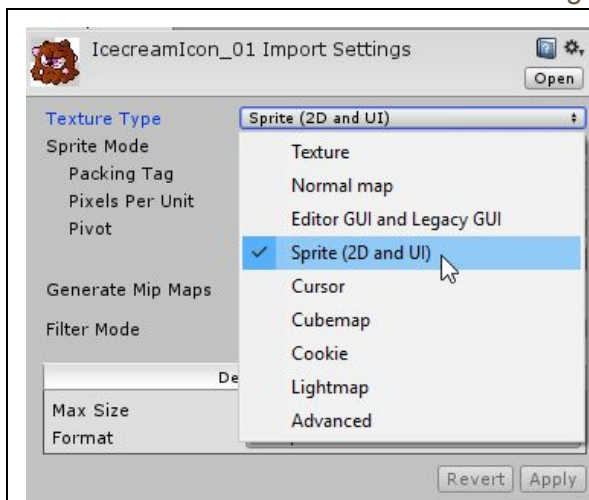 IcecreamIcon_01 Import Settings
Open
Texture Type Sprite (2D and UI)
Sprite Mode
Packing Tag
Pixels Per Unit
Pivot
Generate Mip Maps
Filter Mode
Texture
Normal map
Editor GUI and Legacy GUI
Sprite (2D and UI)
Cursor
Cubemap
Cookie
Lightmap
Advanced
De
Max Size
Format
Revert Apply